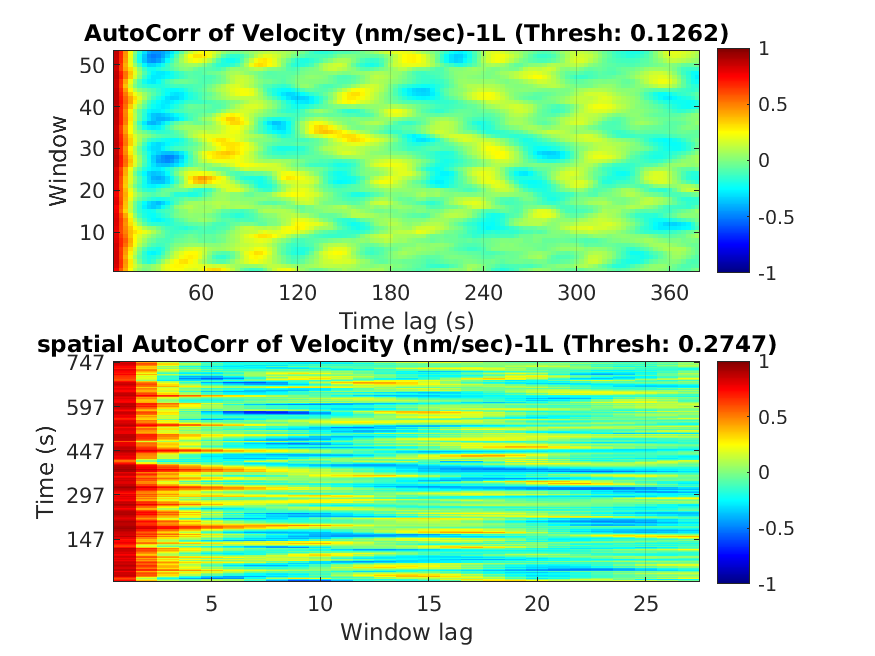 AutoCorr of Velocity (nm/sec)-1L (Thresh: 0.1262)
50
40
30
20
10
Window
60 120 180 240 300 360
Time lag (s)
1
0.5
0
-0.5
-1
spatial AutoCorr of Velocity (nm/sec)-1L (Thresh: 0.2747)
747
597
447
297
147
Time (s)
5 10 15 20 25
Window lag
1
0.5
0
-0.5
-1